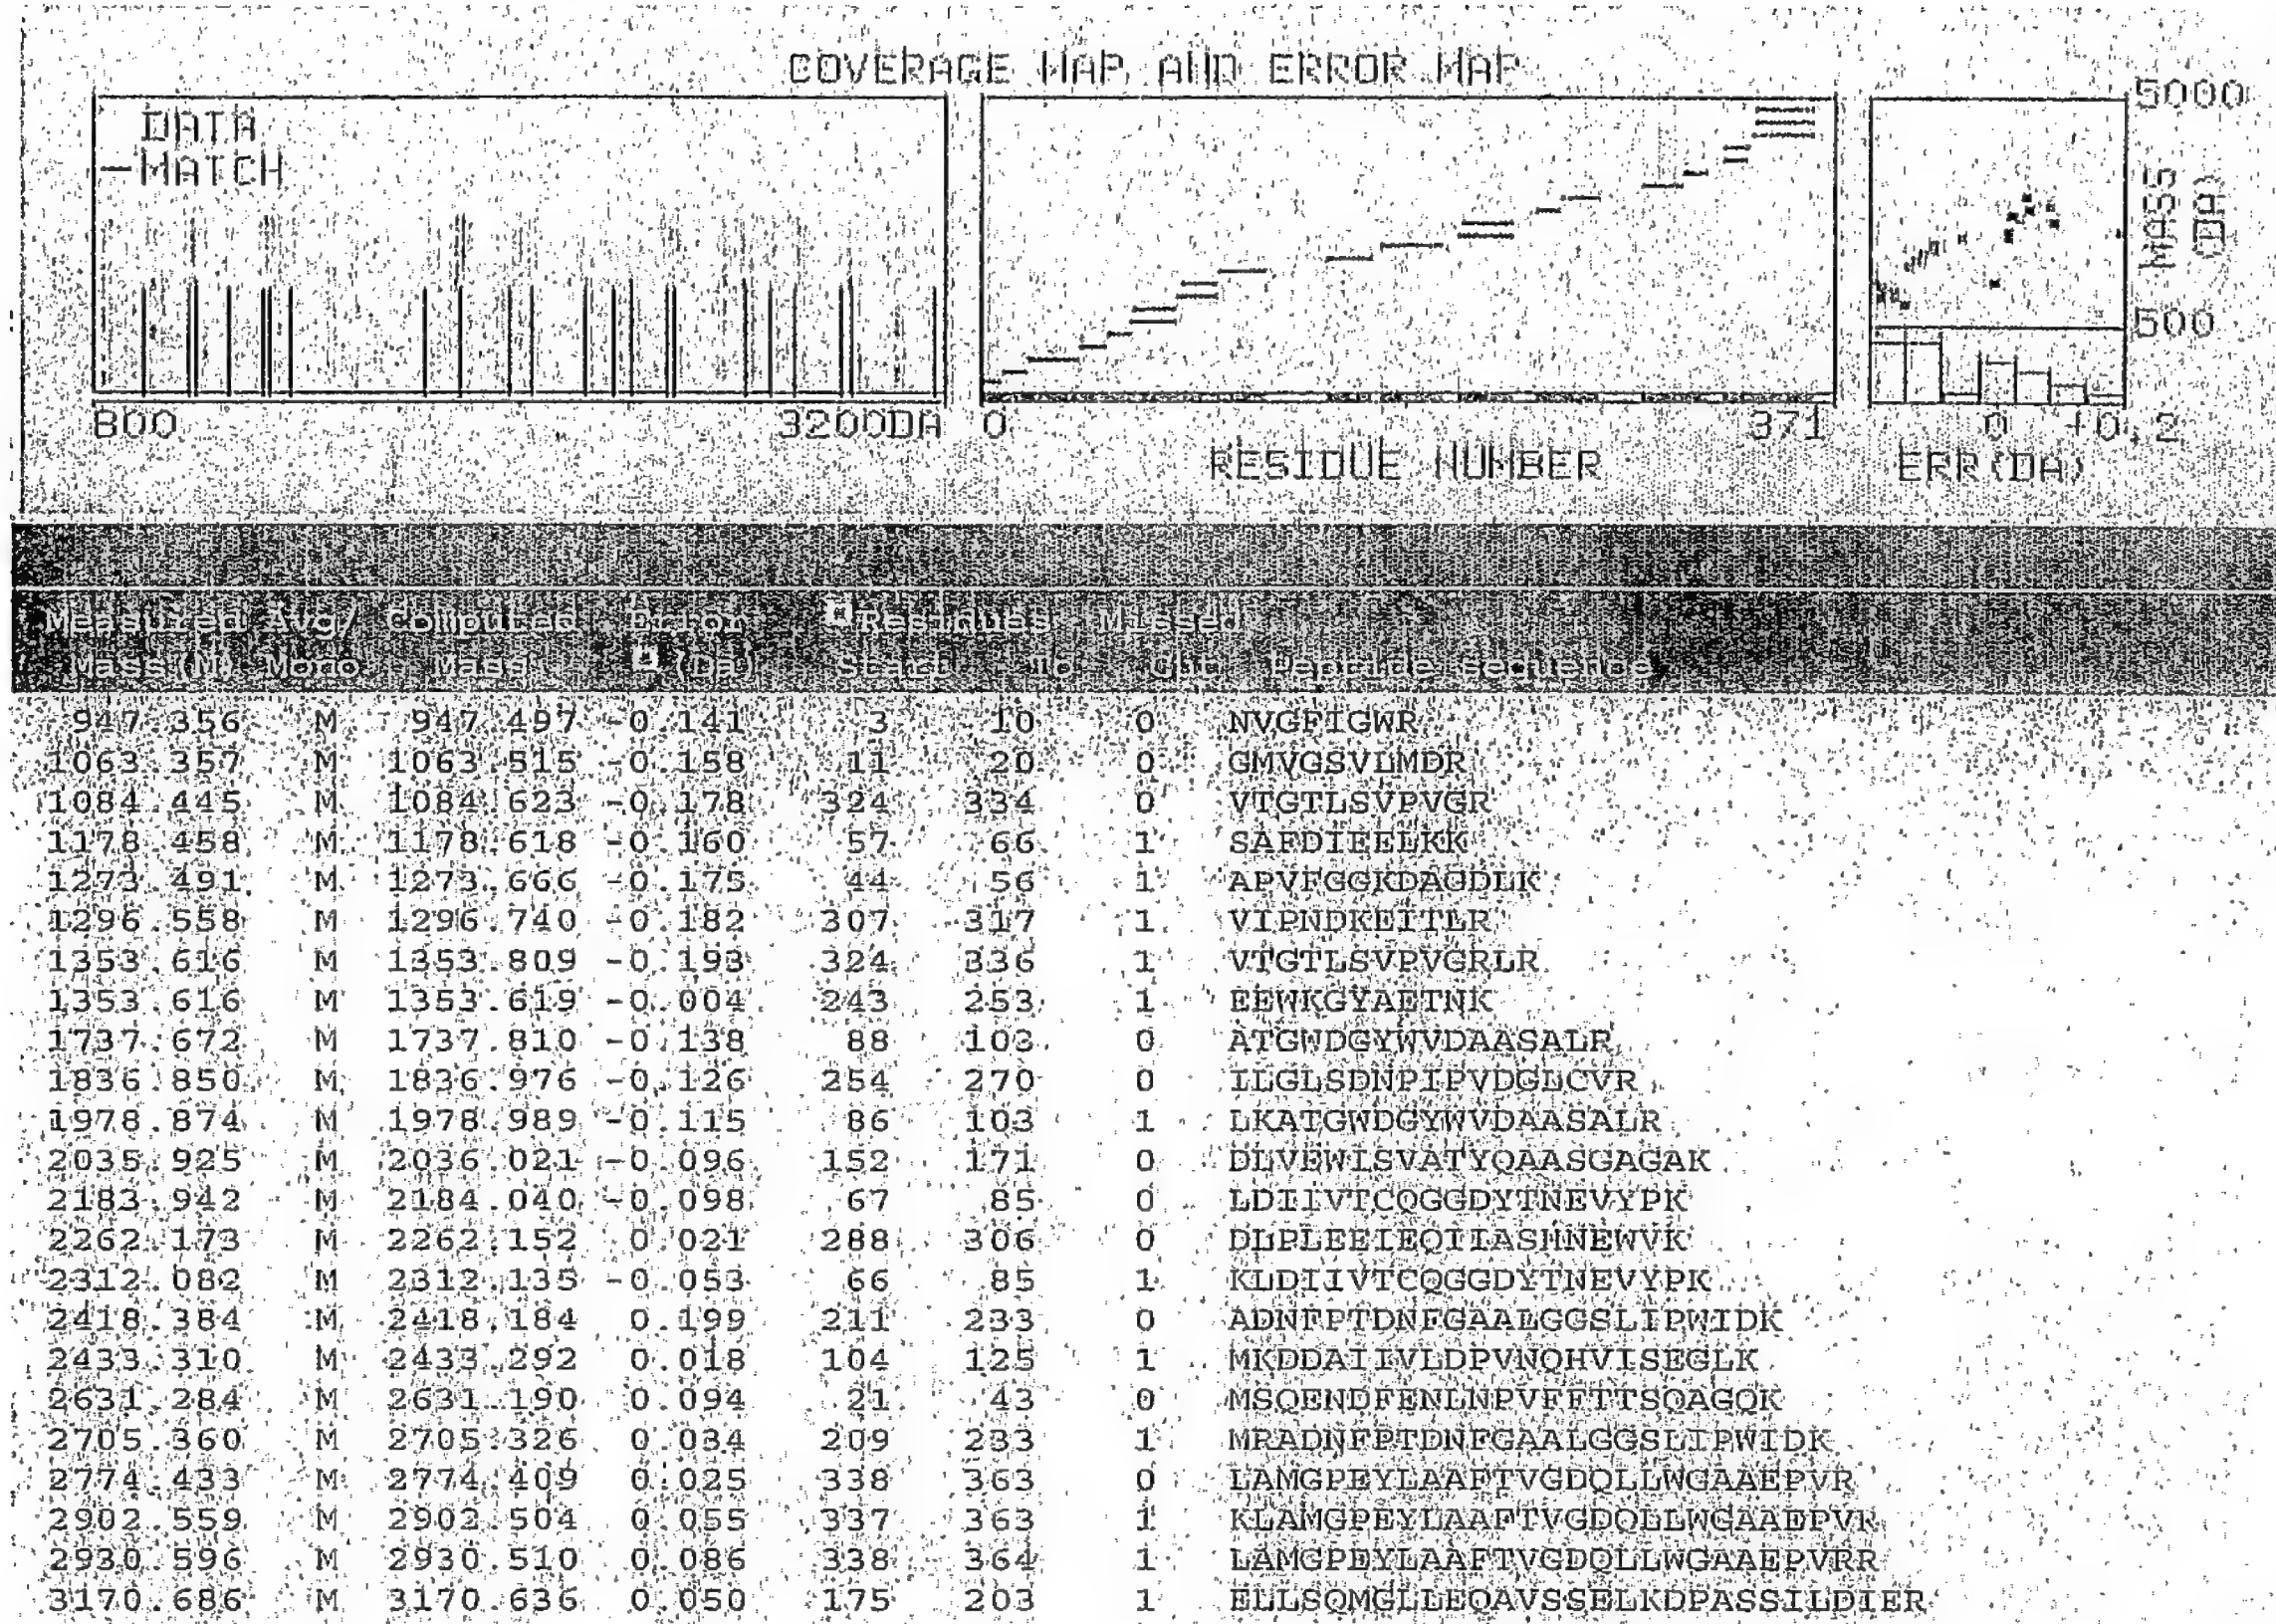 COVERAGE MAP AND ERROR MAP
DATA
MATCH
800 3200DA
0 371
RESIDUE NUMBER
5000
MASS (DA)
500
0 +0.2
ERR(DA)
Measured Avg/ Computed Error Residues Missed
Mass(M) Mono Mass (Da) Start To Cut Peptide sequence
947.356 M 947.497 -0.141 3 10 0 NVGFIGWR
1063.357 M 1063.515 -0.158 11 20 0 GMVGSVLMDR
1084.445 M 1084.623 -0.178 324 334 0 VTGTLSVPVGR
1178.458 M 1178.618 -0.160 57 66 1 SAFDIEELKK
1273.491 M 1273.666 -0.175 44 56 1 APVFGGKDAGDLK
1296.558 M 1296.740 -0.182 307 317 1 VIPNDKEITLR
1353.616 M 1353.809 -0.193 324 336 1 VTGTLSVPVGRLR
1353.616 M 1353.619 -0.004 243 253 1 EEWKGYAETNK
1737.672 M 1737.810 -0.138 88 103 0 ATGWDGYWVDAASALR
1836.850 M 1836.976 -0.126 254 270 0 ILGLSDNPIPVDGLCVR
1978.874 M 1978.989 -0.115 86 103 1 LKATGWDGYWVDAASALR
2035.925 M 2036.021 -0.096 152 171 0 DLVEWISVATYQAASGAGAK
2183.942 M 2184.040 -0.098 67 85 0 LDIIVTCQGGDYTNEVYPK
2262.173 M 2262.152 0.021 288 306 0 DLPLEEIEQIIASHNEWVK
2312.082 M 2312.135 -0.053 66 85 1 KLDIIVTCQGGDYTNEVYPK
2418.384 M 2418.184 0.199 211 233 0 ADNFPTDNFGAALGGSLIPWIDK
2433.310 M 2433.292 0.018 104 125 1 MKDDAIIVLDPVNQHVISEGLK
2631.284 M 2631.190 0.094 21 43 0 MSQENDFENLNPVFFTTSQAGQK
2705.360 M 2705.326 0.034 209 233 1 MRADNFPTDNFGAALGGSLIPWIDK
2774.433 M 2774.409 0.025 338 363 0 LAMGPEYLAAFTVGDQLLWGAAEPVR
2902.559 M 2902.504 0.055 337 363 1 KLAMGPEYLAAFTVGDQLLWGAAEPVR
2930.596 M 2930.510 0.086 338 364 1 LAMGPEYLAAFTVGDQLLWGAAEPVRR
3170.686 M 3170.636 0.050 175 203 1 ELLSQMGLLEQAVSSELKDPASSILDIER